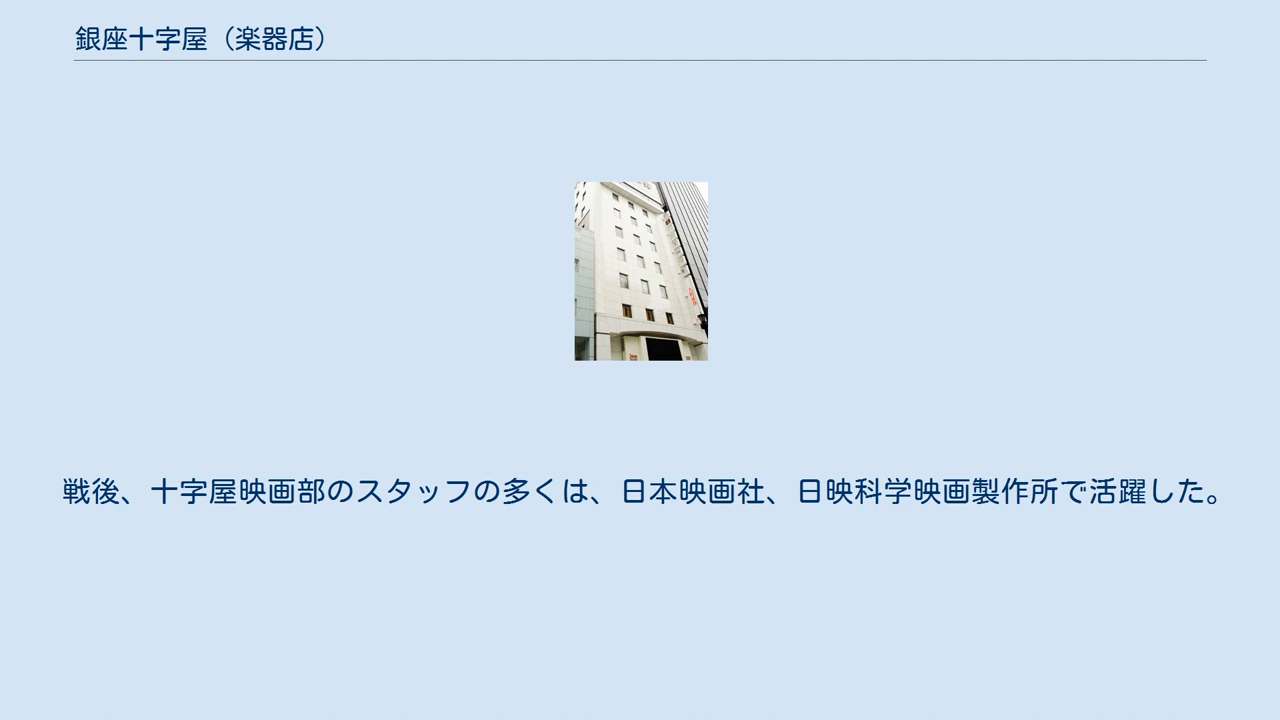 銀座十字屋（楽器店）
戦後、十字屋映画部のスタッフの多くは、日本映画社、日映科学映画製作所で活躍した。